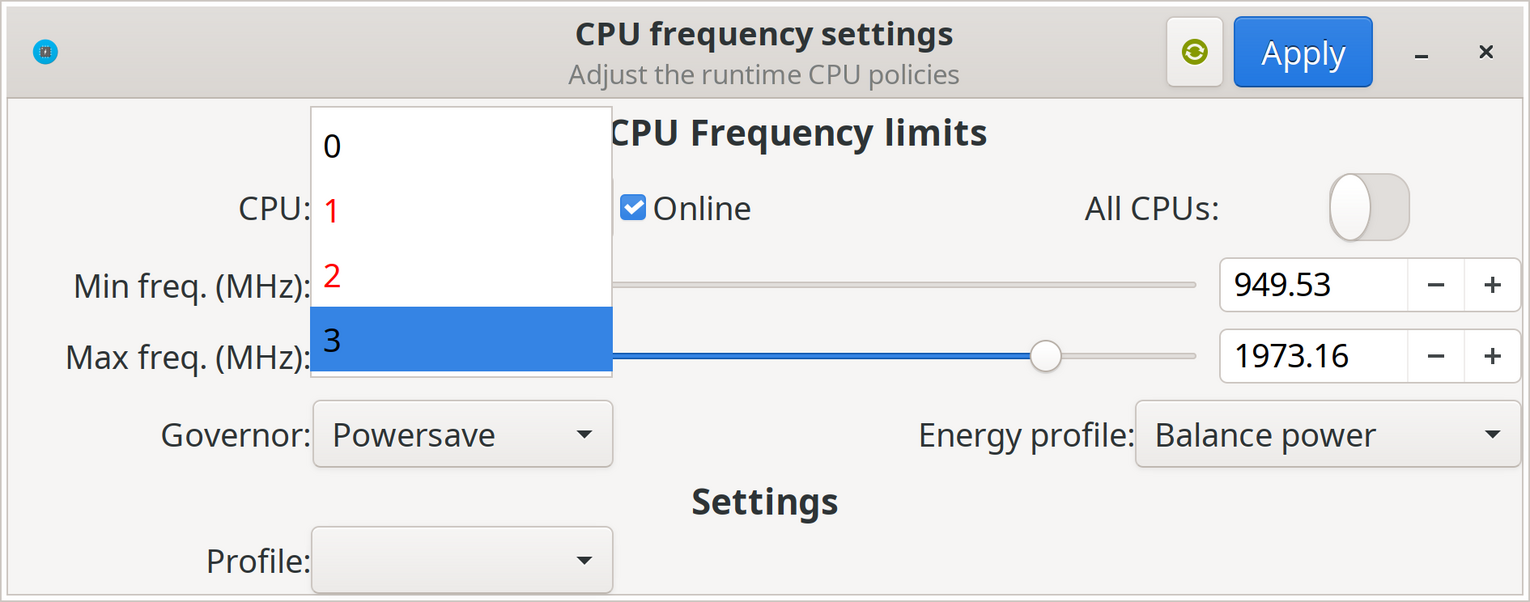 CPU frequency settings
Adjust the runtime CPU policies
Apply
CPU Frequency limits
CPU:
0
1
2
3
Online
All CPUs:
Min freq. (MHz):
949.53
Max freq. (MHz):
1973.16
Governor:
Powersave
Energy profile:
Balance power
Settings
Profile: